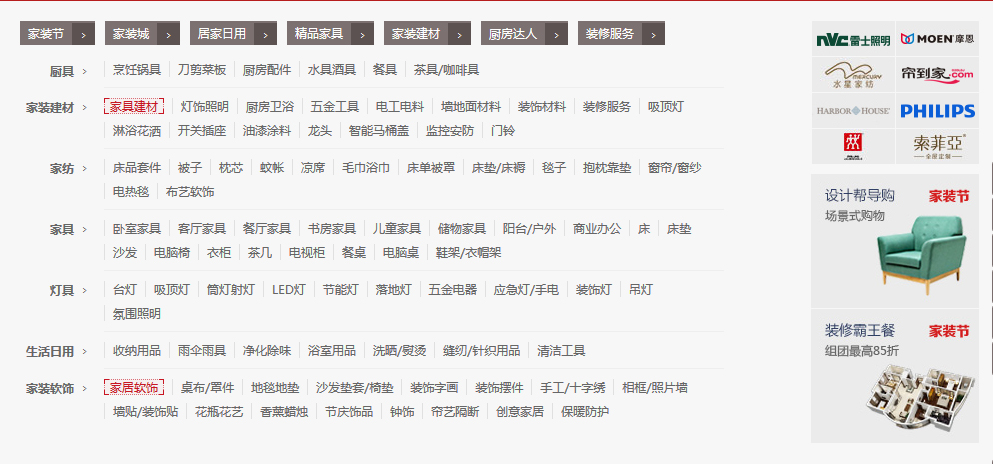 家装节 > 家装城 > 居家日用 > 精品家具 > 家装建材 > 厨房达人 > 装修服务 >
厨具 > 烹饪锅具 刀剪菜板 厨房配件 水具酒具 餐具 茶具/咖啡具
家装建材 > 家具建材 灯饰照明 厨房卫浴 五金工具 电工电料 墙地面材料 装饰材料 装修服务 吸顶灯
淋浴花洒 开关插座 油漆涂料 龙头 智能马桶盖 监控安防 门铃
家纺 > 床品套件 被子 枕芯 蚊帐 凉席 毛巾浴巾 床单被罩 床垫/床褥 毯子 抱枕靠垫 窗帘/窗纱
电热毯 布艺软饰
家具 > 卧室家具 客厅家具 餐厅家具 书房家具 儿童家具 储物家具 阳台/户外 商业办公 床 床垫
沙发 电脑椅 衣柜 茶几 电视柜 餐桌 电脑桌 鞋架/衣帽架
灯具 > 台灯 吸顶灯 筒灯射灯 LED灯 节能灯 落地灯 五金电器 应急灯/手电 装饰灯 吊灯
氛围照明
生活日用 > 收纳用品 雨伞雨具 净化除味 浴室用品 洗晒/熨烫 缝纫/针织用品 清洁工具
家装软饰 > 家居软饰 桌布/罩件 地毯地垫 沙发垫套/椅垫 装饰字画 装饰摆件 手工/十字绣 相框/照片墙
墙贴/装饰贴 花瓶花艺 香薰蜡烛 节庆饰品 钟饰 帘艺隔断 创意家居 保暖防护
NVC 雷士照明 MOEN 摩恩
MERCURY
水星家纺 帘到家.com
HARBOR HOUSE PHILIPS
索菲亞
全屋定制
设计帮导购 家装节
场景式购物
装修霸王餐 家装节
组团最高85折